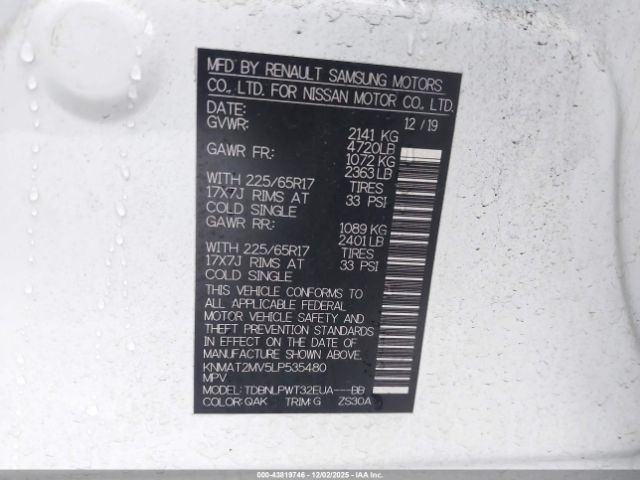 MFD BY RENAULT SAMSUNG MOTORS
CO., LTD. FOR NISSAN MOTOR CO., LTD.
DATE: 12/19
GVWR: 2141 KG
4720LB
GAWR FR: 1072 KG
2363LB
WITH 225/65R17 TIRES
17X7J RIMS AT 33 PSI
COLD SINGLE
GAWR RR: 1089 KG
2401LB
WITH 225/65R17 TIRES
17X7J RIMS AT 33 PSI
COLD SINGLE
THIS VEHICLE CONFORMS TO
ALL APPLICABLE FEDERAL
MOTOR VEHICLE SAFETY AND
THEFT PREVENTION STANDARDS
IN EFFECT ON THE DATE OF
MANUFACTURE SHOWN ABOVE.
KNMAT2MV5LP535480
MPV
MODEL: TDBNLPWT32EUA---BB
COLOR: QAK TRIM: G ZS30A
000-43819746 - 12/02/2025 - IAAI.COM